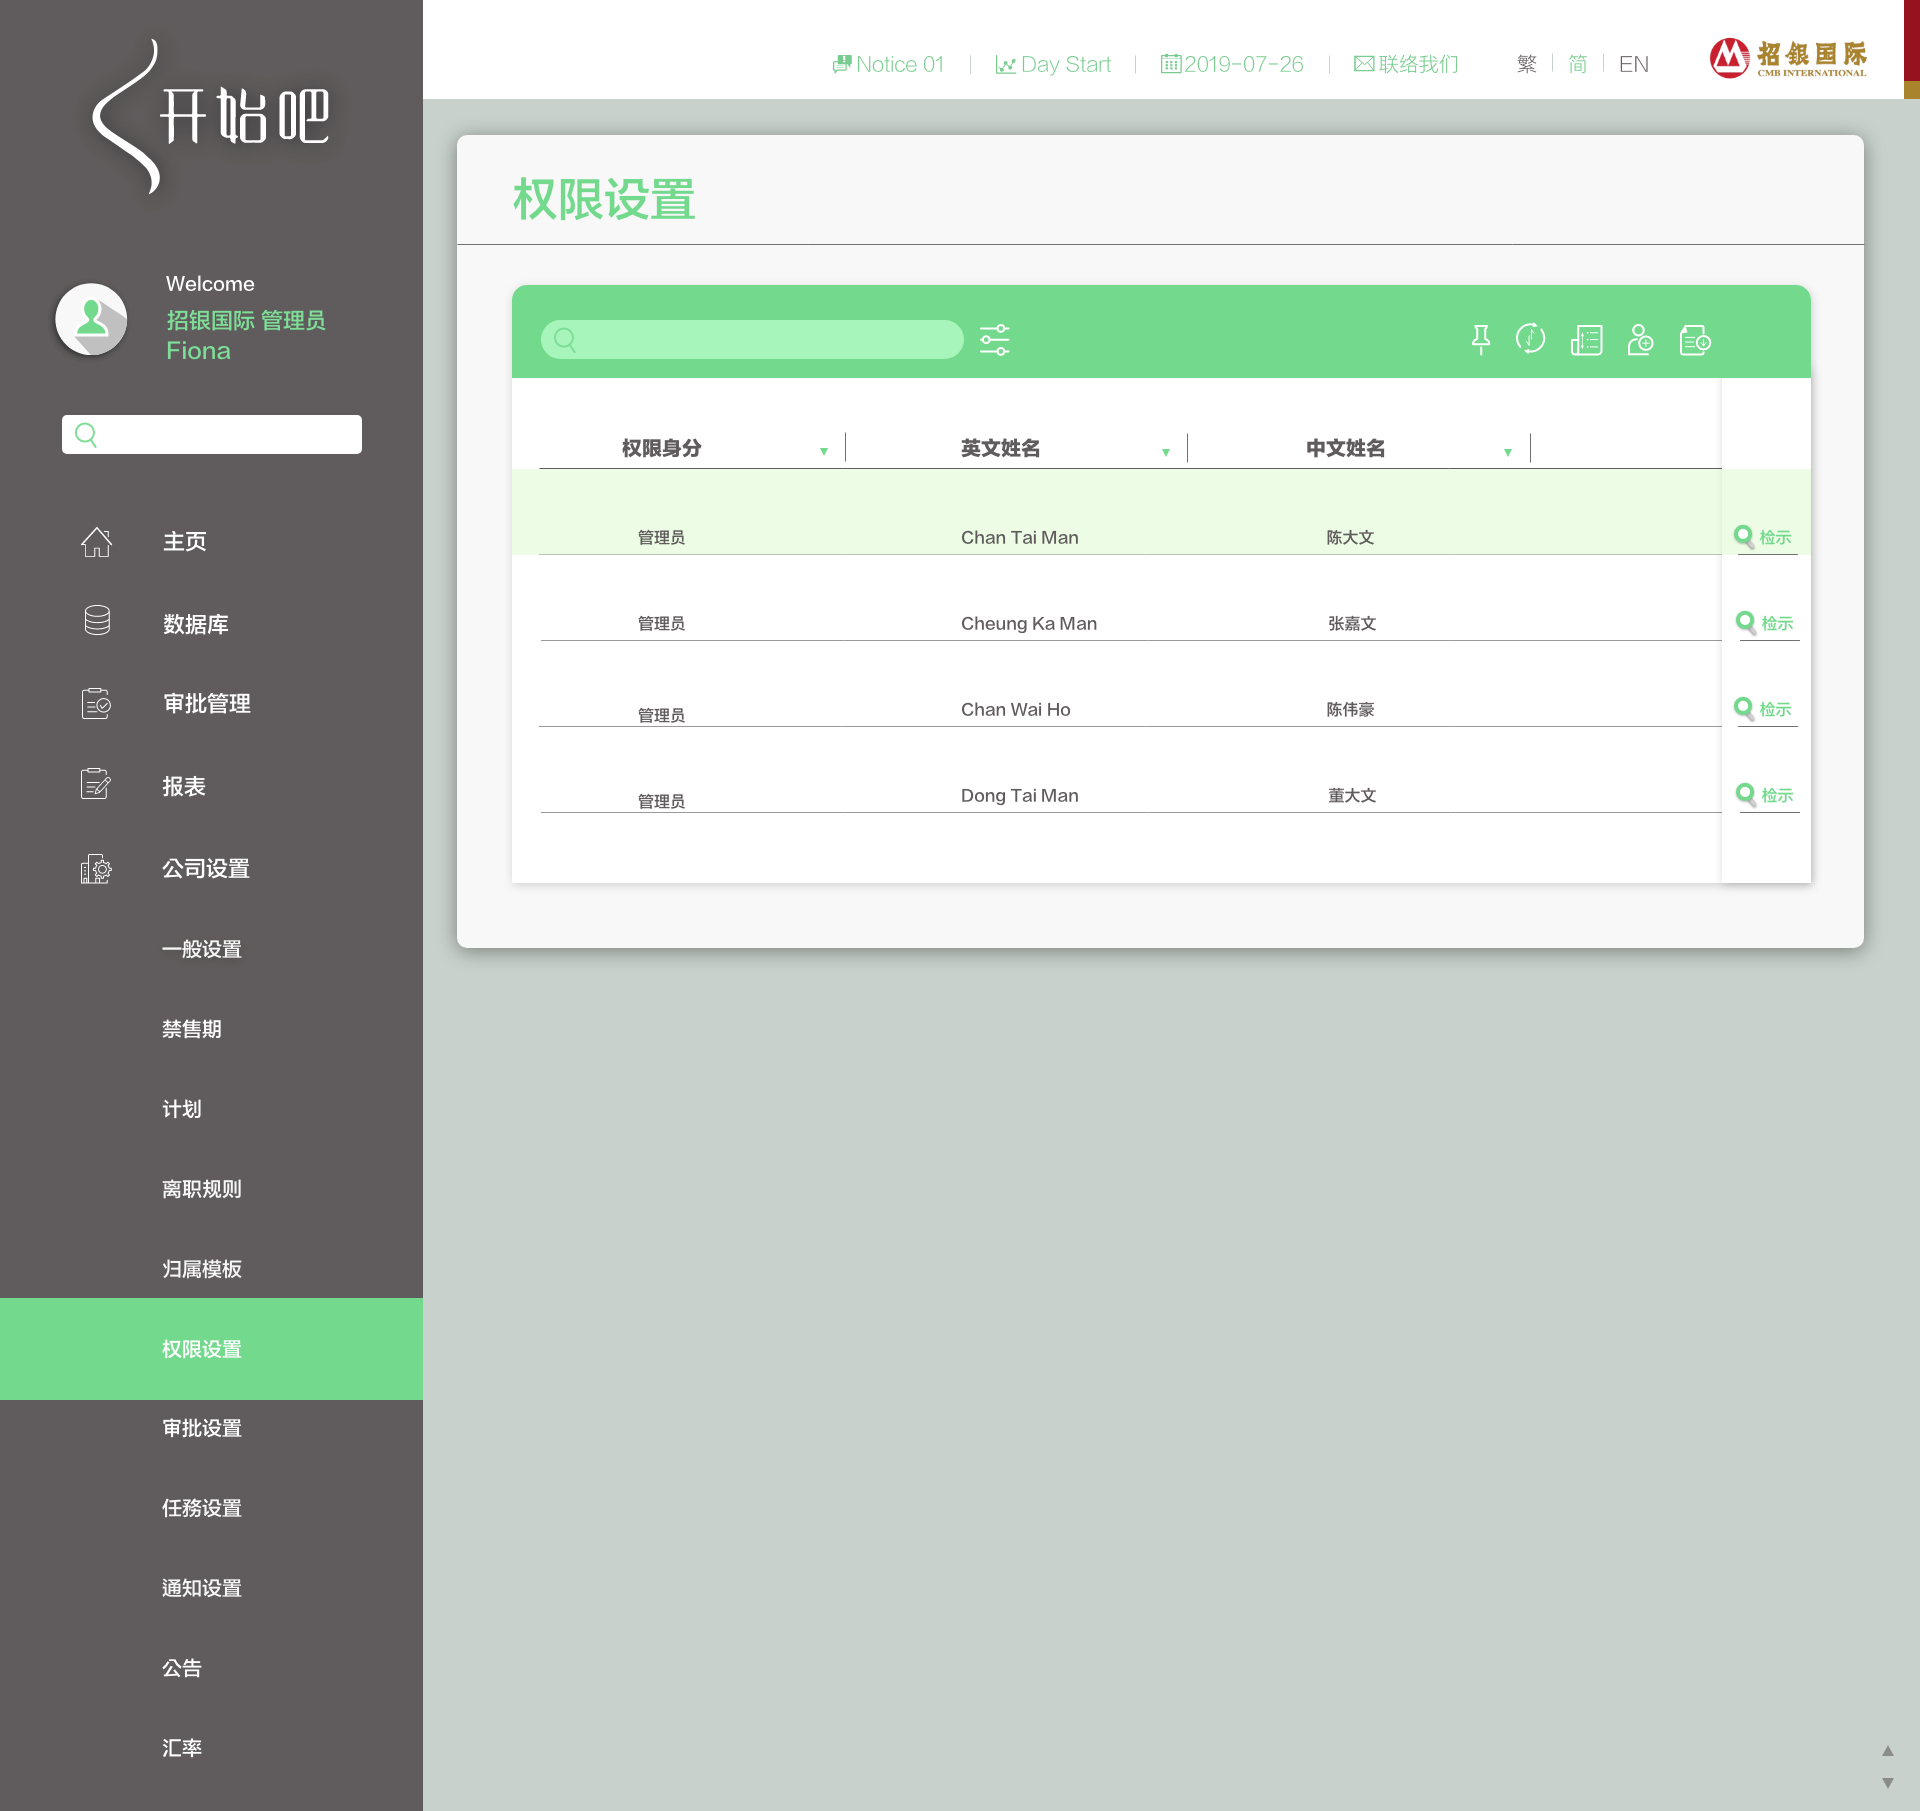 开始吧
Welcome
招银国际 管理员
Fiona
主页
数据库
审批管理
报表
公司设置
一般设置
禁售期
计划
离职规则
归属模板
权限设置
审批设置
任務设置
通知设置
公告
汇率
Notice 01
Day Start
2019-07-26
联络我们
繁
简
EN
招银国际
CMB INTERNATIONAL
权限设置
权限身分 ▼ 英文姓名 ▼ 中文姓名 ▼
管理员 Chan Tai Man 陈大文 检示
管理员 Cheung Ka Man 张嘉文 检示
管理员 Chan Wai Ho 陈伟豪 检示
管理员 Dong Tai Man 董大文 检示